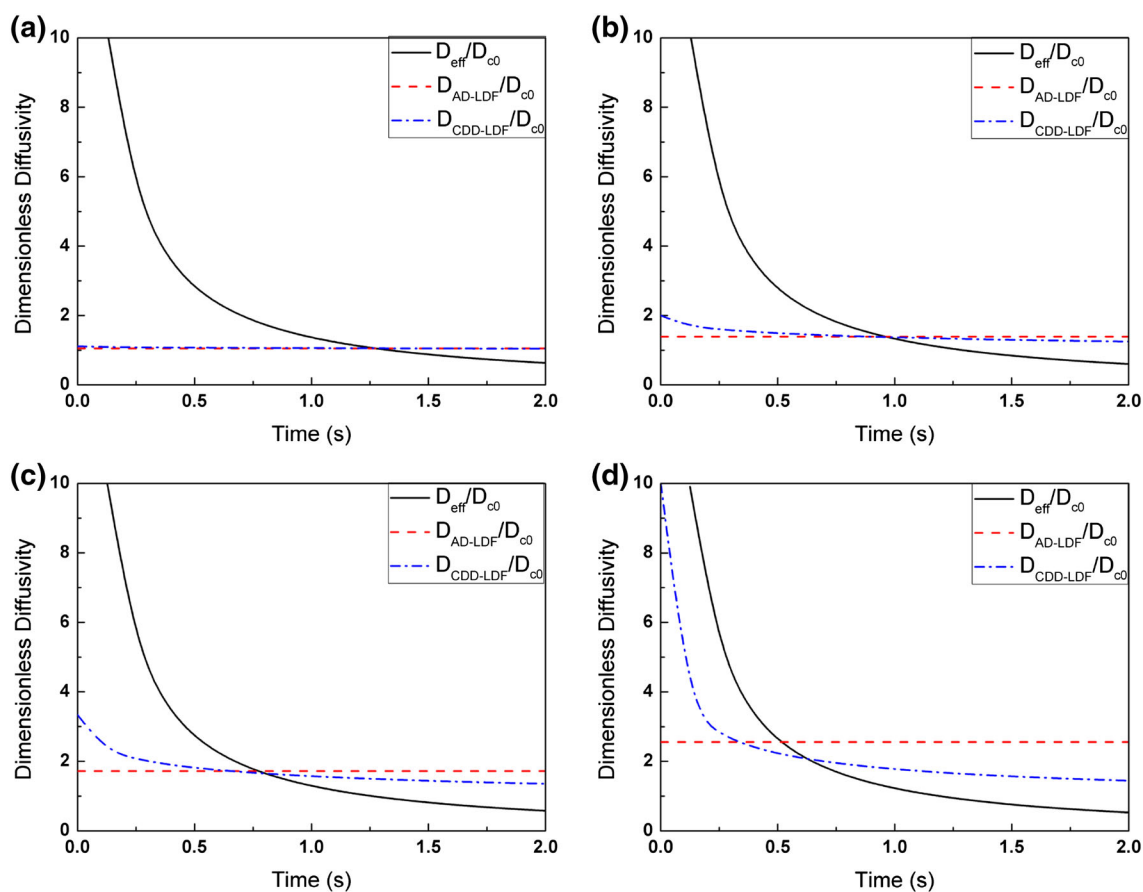 (a)
10
8
6
4
2
0
Dimensionless Diffusivity
D_eff/D_c0
D_AD-LDF/D_c0
D_CDD-LDF/D_c0
0.0 0.5 1.0 1.5 2.0
Time (s)
(b)
10
8
6
4
2
0
Dimensionless Diffusivity
D_eff/D_c0
D_AD-LDF/D_c0
D_CDD-LDF/D_c0
0.0 0.5 1.0 1.5 2.0
Time (s)
(c)
10
8
6
4
2
0
Dimensionless Diffusivity
D_eff/D_c0
D_AD-LDF/D_c0
D_CDD-LDF/D_c0
0.0 0.5 1.0 1.5 2.0
Time (s)
(d)
10
8
6
4
2
0
Dimensionless Diffusivity
D_eff/D_c0
D_AD-LDF/D_c0
D_CDD-LDF/D_c0
0.0 0.5 1.0 1.5 2.0
Time (s)